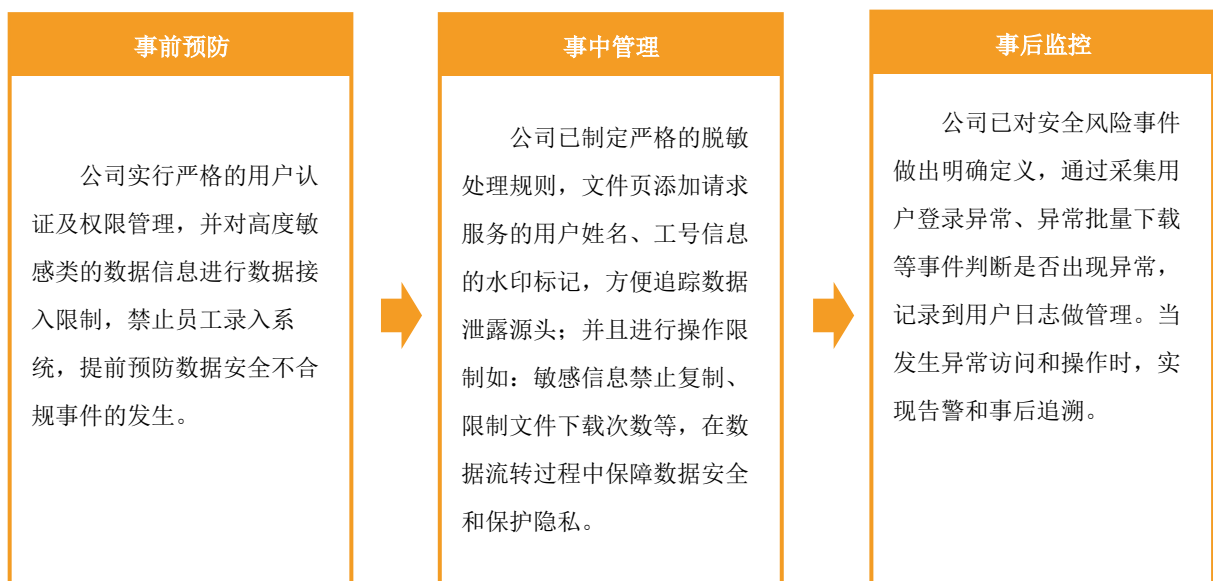 事前预防
公司实行严格的用户认
证及权限管理，并对高度敏
感类的数据信息进行数据接
入限制，禁止员工录入系
统，提前预防数据安全不合
规事件的发生。
事中管理
公司已制定严格的脱敏
处理规则，文件页添加请求
服务的用户姓名、工号信息
的水印标记，方便追踪数据
泄露源头；并且进行操作限
制如：敏感信息禁止复制、
限制文件下载次数等，在数
据流转过程中保障数据安全
和保护隐私。
事后监控
公司已对安全风险事件
做出明确定义，通过采集用
户登录异常、异常批量下载
等事件判断是否出现异常，
记录到用户日志做管理。当
发生异常访问和操作时，实
现告警和事后追溯。